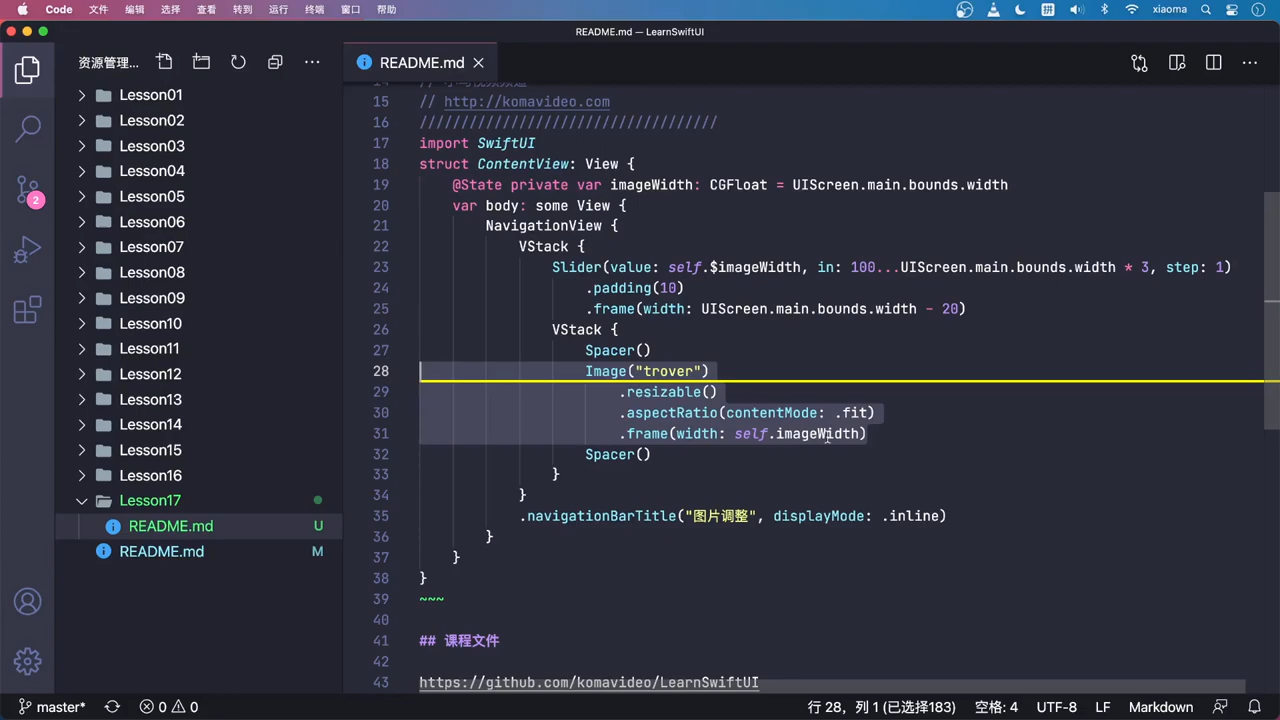 Code 文件 编辑 选择 查看 转到 运行 终端 窗口 帮助 拼 xiaoma
README.md — LearnSwiftUI
资源管理...
README.md
Lesson01
Lesson02
Lesson03
Lesson04
Lesson05
Lesson06
Lesson07
Lesson08
Lesson09
Lesson10
Lesson11
Lesson12
Lesson13
Lesson14
Lesson15
Lesson16
Lesson17
README.md U
README.md M
2
15 // http://komavideo.com
16 ////////////////////////////////////
17 import SwiftUI
18 struct ContentView: View {
19 @State private var imageWidth: CGFloat = UIScreen.main.bounds.width
20 var body: some View {
21 NavigationView {
22 VStack {
23 Slider(value: self.$imageWidth, in: 100...UIScreen.main.bounds.width * 3, step: 1)
24 .padding(10)
25 .frame(width: UIScreen.main.bounds.width - 20)
26 VStack {
27 Spacer()
28 Image("trover")
29 .resizable()
30 .aspectRatio(contentMode: .fit)
31 .frame(width: self.imageWidth)
32 Spacer()
33 }
34 }
35 .navigationBarTitle("图片调整", displayMode: .inline)
36 }
37 }
38 }
39 ~~~
40
41 ## 课程文件
42
43 https://github.com/komavideo/LearnSwiftUI
master* 0 0 行 28，列 1 (已选择183) 空格: 4 UTF-8 LF Markdown